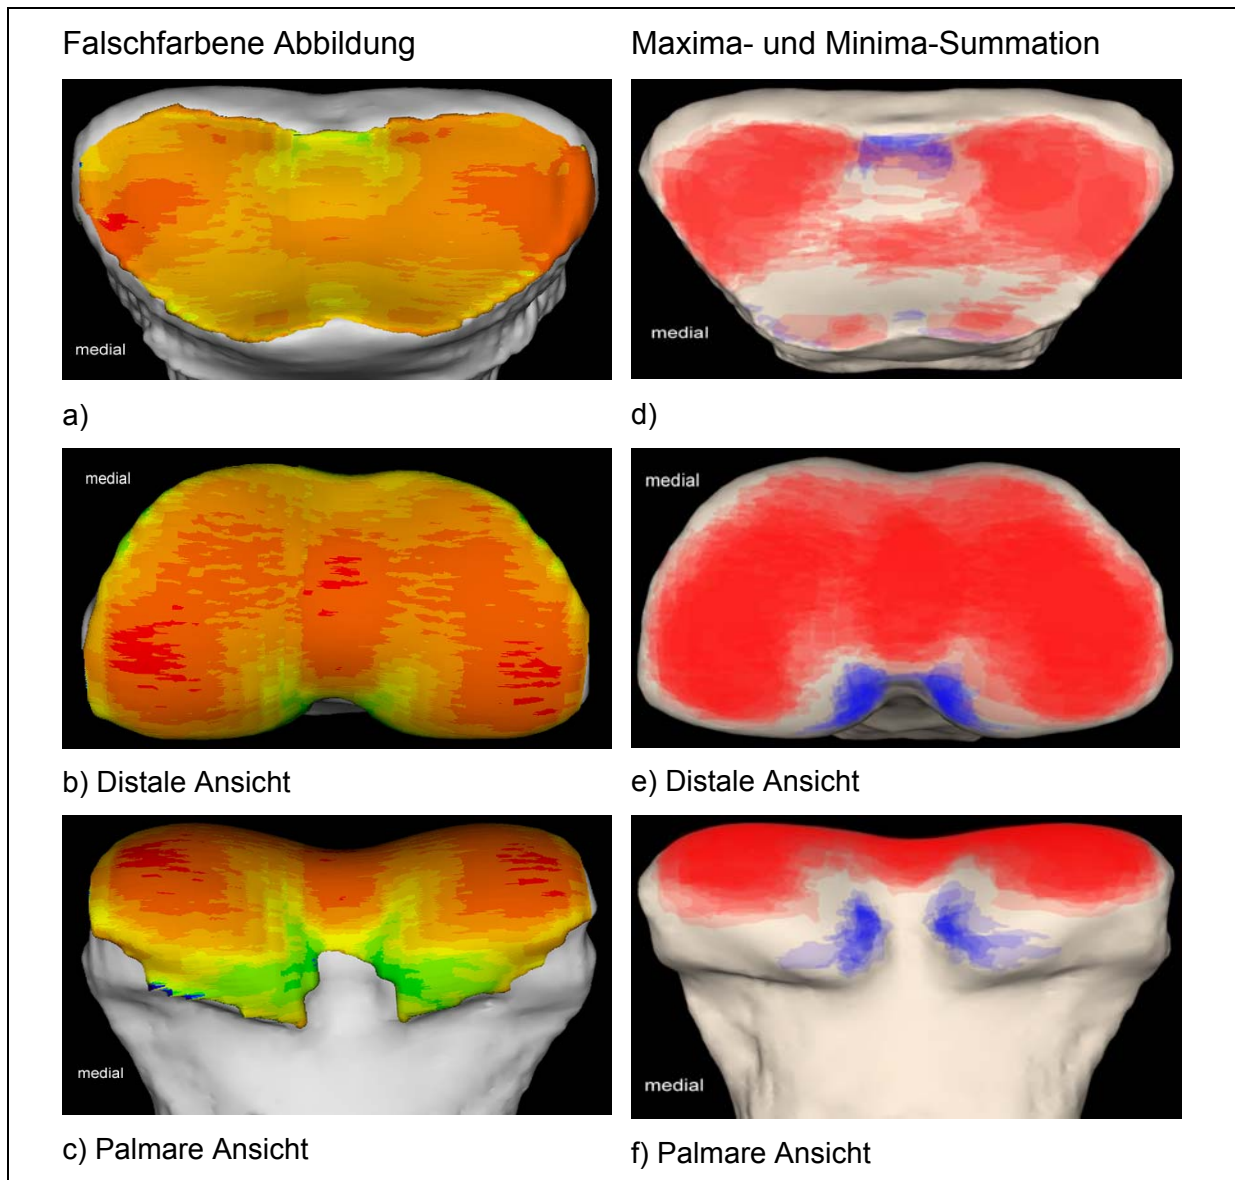 Falschfarbene Abbildung
Maxima- und Minima-Summation
medial
medial
a)
d)
medial
medial
b) Distale Ansicht
e) Distale Ansicht
medial
medial
c) Palmare Ansicht
f) Palmare Ansicht